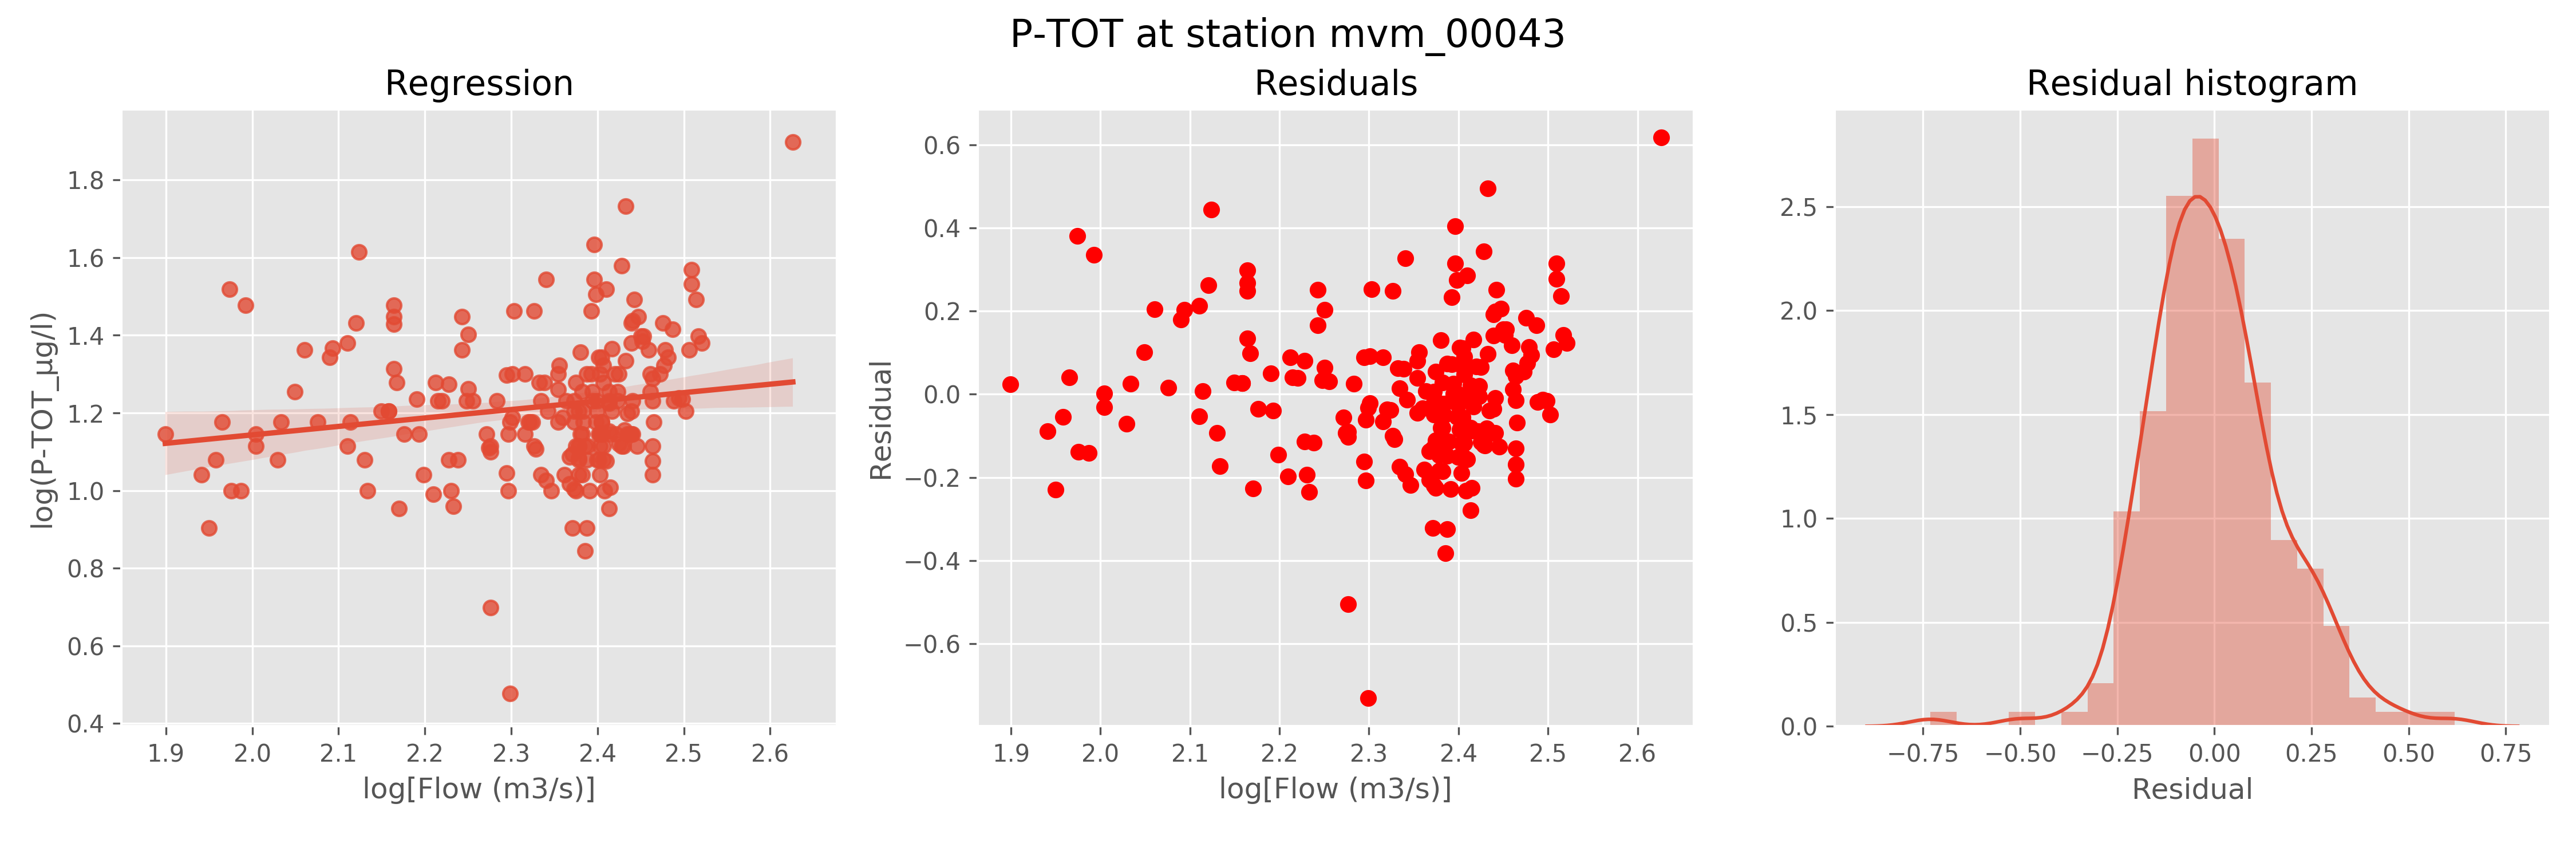 P-TOT at station mvm_00043
Regression
1.8
1.6
1.4
1.2
1.0
0.8
0.6
0.4
log(P-TOT_µg/l)
1.9 2.0 2.1 2.2 2.3 2.4 2.5 2.6
log[Flow (m3/s)]
Residuals
0.6
0.4
0.2
0.0
−0.2
−0.4
−0.6
Residual
1.9 2.0 2.1 2.2 2.3 2.4 2.5 2.6
log[Flow (m3/s)]
Residual histogram
2.5
2.0
1.5
1.0
0.5
0.0
−0.75 −0.50 −0.25 0.00 0.25 0.50 0.75
Residual